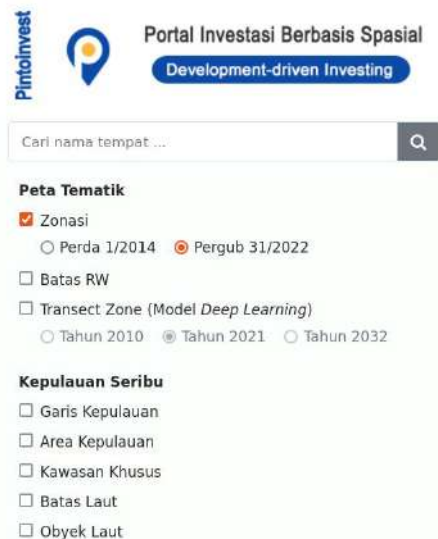 Pintoinvest
Portal Investasi Berbasis Spasial
Development-driven Investing
Cari nama tempat ...
Peta Tematik
Zonasi
Perda 1/2014 Pergub 31/2022
Batas RW
Transect Zone (Model Deep Learning)
Tahun 2010 Tahun 2021 Tahun 2032
Kepulauan Seribu
Garis Kepulauan
Area Kepulauan
Kawasan Khusus
Batas Laut
Obyek Laut